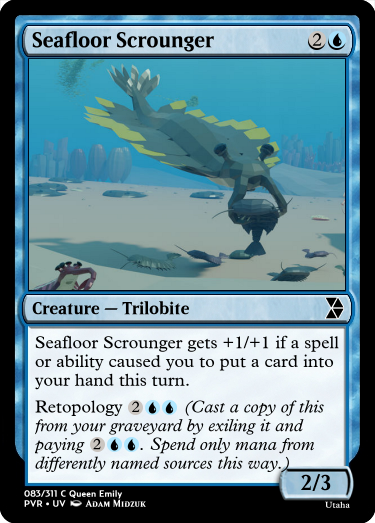 Seafloor Scrounger 2
Creature — Trilobite
Seafloor Scrounger gets +1/+1 if a spell
or ability caused you to put a card into
your hand this turn.
Retopology 2 (Cast a copy of this
from your graveyard by exiling it and
paying 2. Spend only mana from
differently named sources this way.)
2/3
083/311 C Queen Emily
PVR • UV Adam Midzuk
Utaha